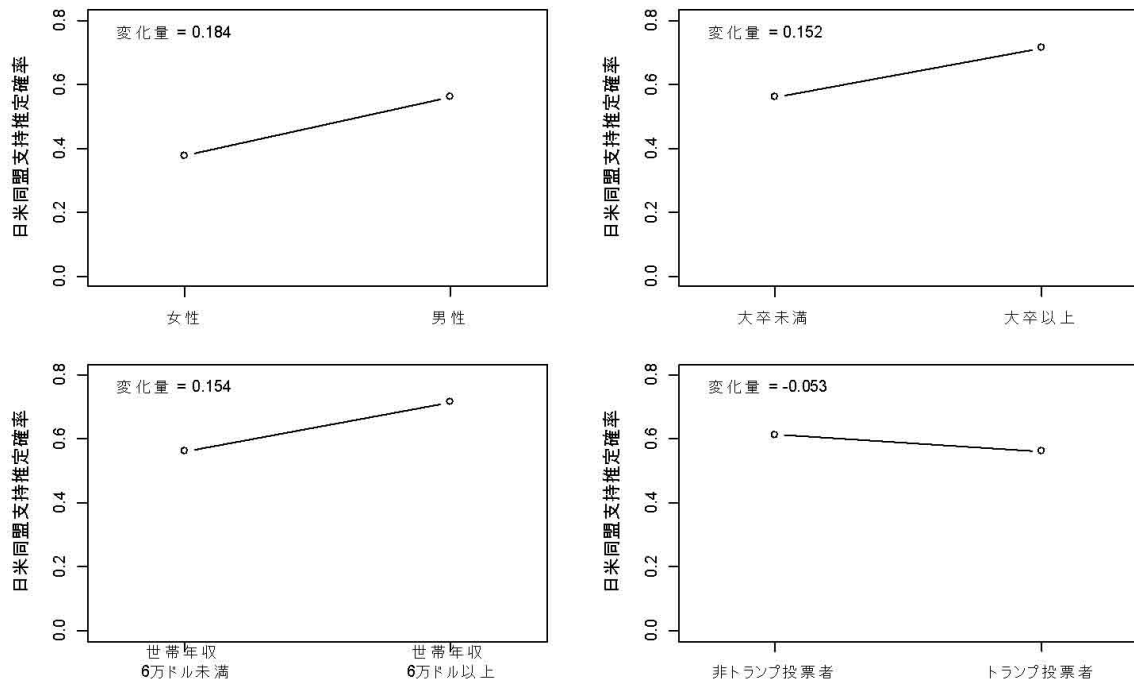 変化量 = 0.184
日米同盟支持推定確率
0.8
0.6
0.4
0.2
0.0
女性
男性
変化量 = 0.152
日米同盟支持推定確率
0.8
0.6
0.4
0.2
0.0
大卒未満
大卒以上
変化量 = 0.154
日米同盟支持推定確率
0.8
0.6
0.4
0.2
0.0
世帯年収
6万ドル未満
世帯年収
6万ドル以上
変化量 = -0.053
日米同盟支持推定確率
0.8
0.6
0.4
0.2
0.0
非トランプ投票者
トランプ投票者